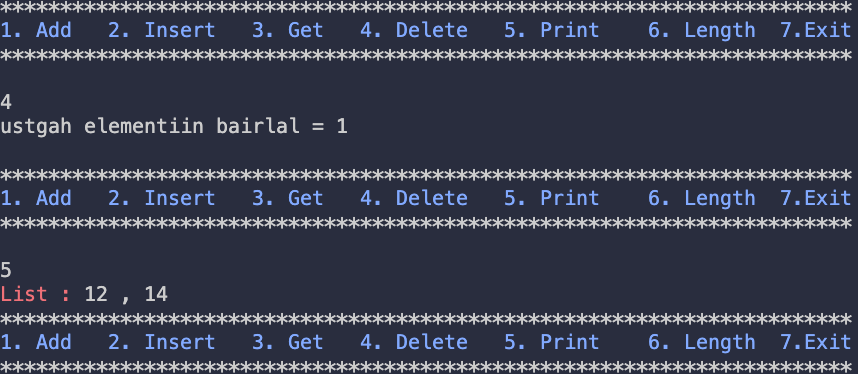 ***********************************************************************
1. Add   2. Insert   3. Get   4. Delete   5. Print    6. Length  7.Exit
***********************************************************************
4
ustgah elementiin bairlal = 1
***********************************************************************
1. Add   2. Insert   3. Get   4. Delete   5. Print    6. Length  7.Exit
***********************************************************************
5
List : 12 , 14
***********************************************************************
1. Add   2. Insert   3. Get   4. Delete   5. Print    6. Length  7.Exit
***********************************************************************